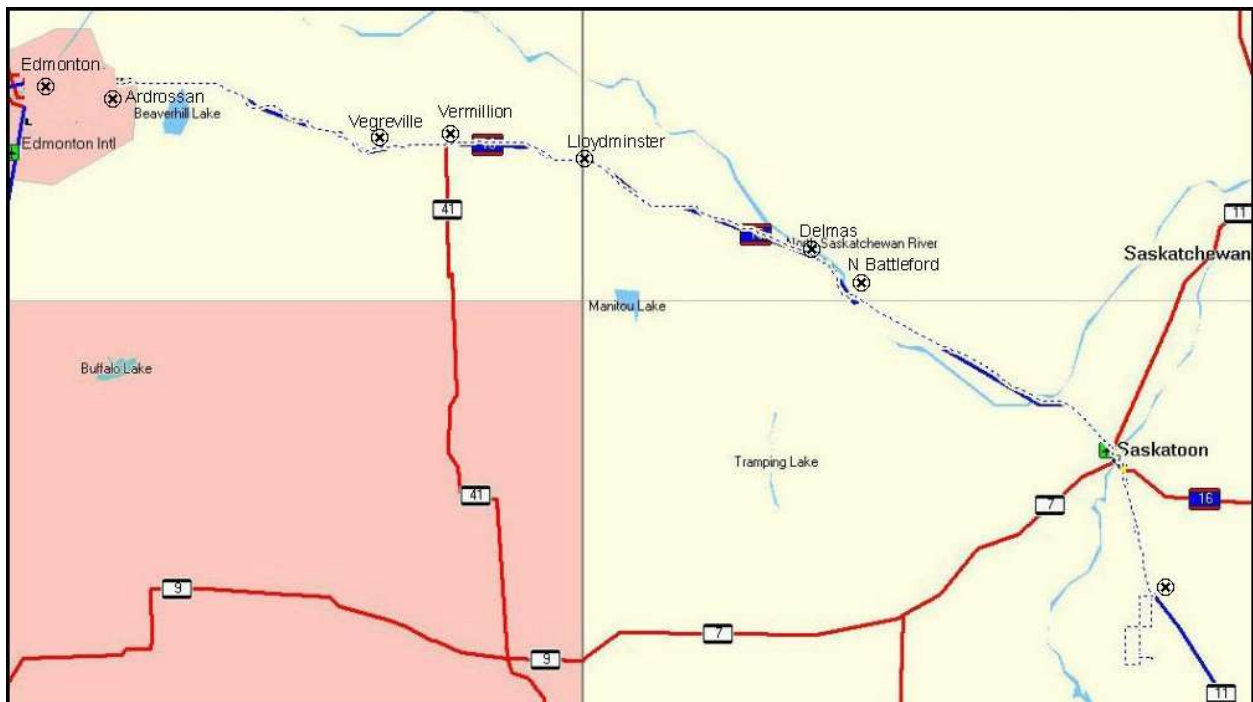 Edmonton
Ardrossan
Beaverhill Lake
Vermillion
Vegreville
Edmonton Intl
L
Lloydminster
41
11
Delmas
North Saskatchewan River
Saskatchewan
N Battleford
Manitou Lake
Buffalo Lake
Saskatoon
Tramping Lake
41
7
16
9
7
9
11